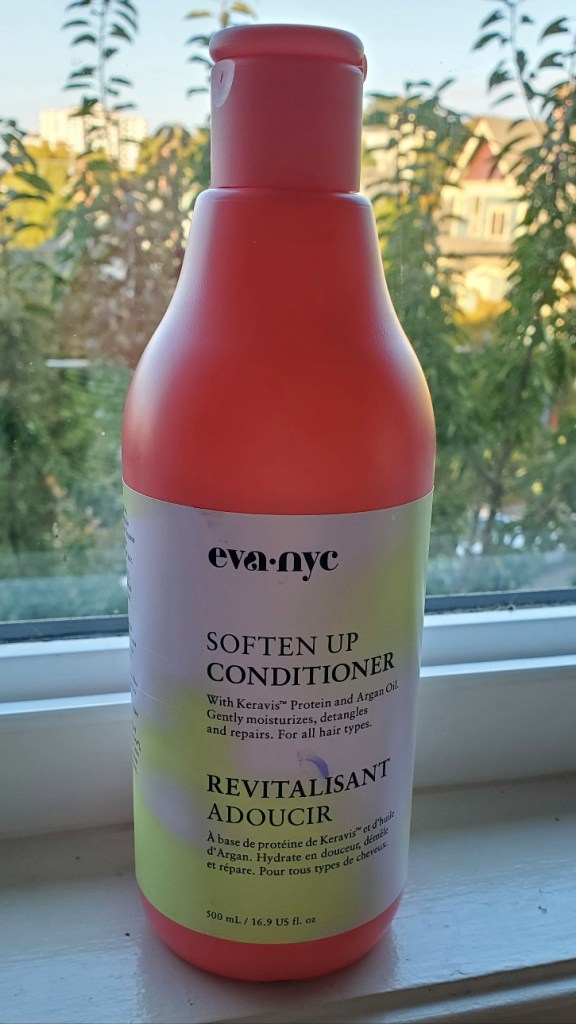 eva·nyc
SOFTEN UP
CONDITIONER
With Keravis™ Protein and Argan Oil.
Gently moisturizes, detangles
and repairs. For all hair types.
REVITALISANT
ADOUCIR
À base de protéine de Keravis™ et d'huile
d'Argan. Hydrate en douceur, démêle
et répare. Pour tous types de cheveux.
500 mL / 16.9 US fl. oz